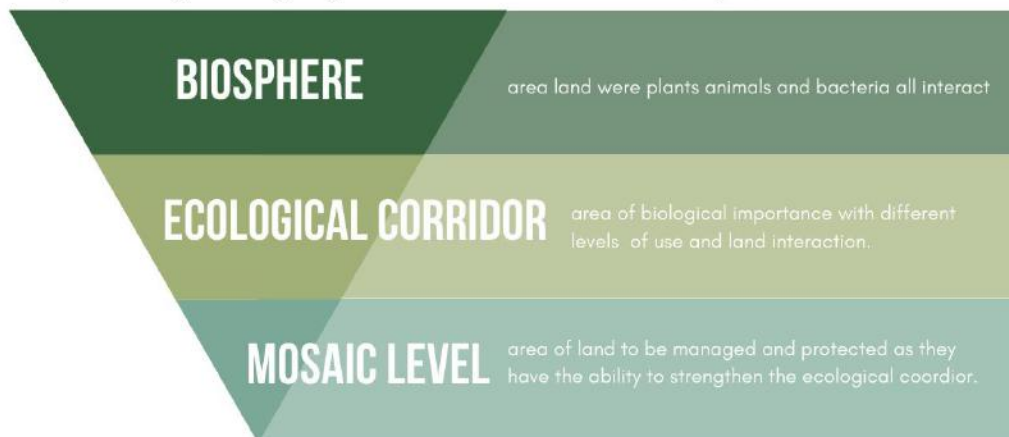 BIOSPHERE
area land were plants animals and bacteria all interact
ECOLOGICAL CORRIDOR
area of biological importance with different
levels of use and land interaction.
MOSAIC LEVEL
area of land to be managed and protected as they
have the ability to strengthen the ecological coordior.